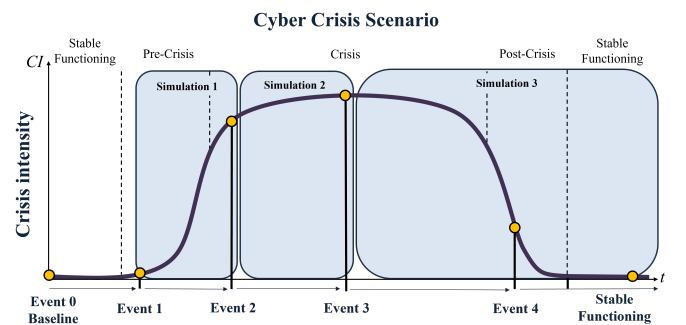 Cyber Crisis Scenario
Stable
Functioning
Pre-Crisis
Crisis
Post-Crisis
Stable
Functioning
CI
Simulation 1
Simulation 2
Simulation 3
Crisis intensity
t
Event 0
Baseline
Event 1
Event 2
Event 3
Event 4
Stable
Functioning